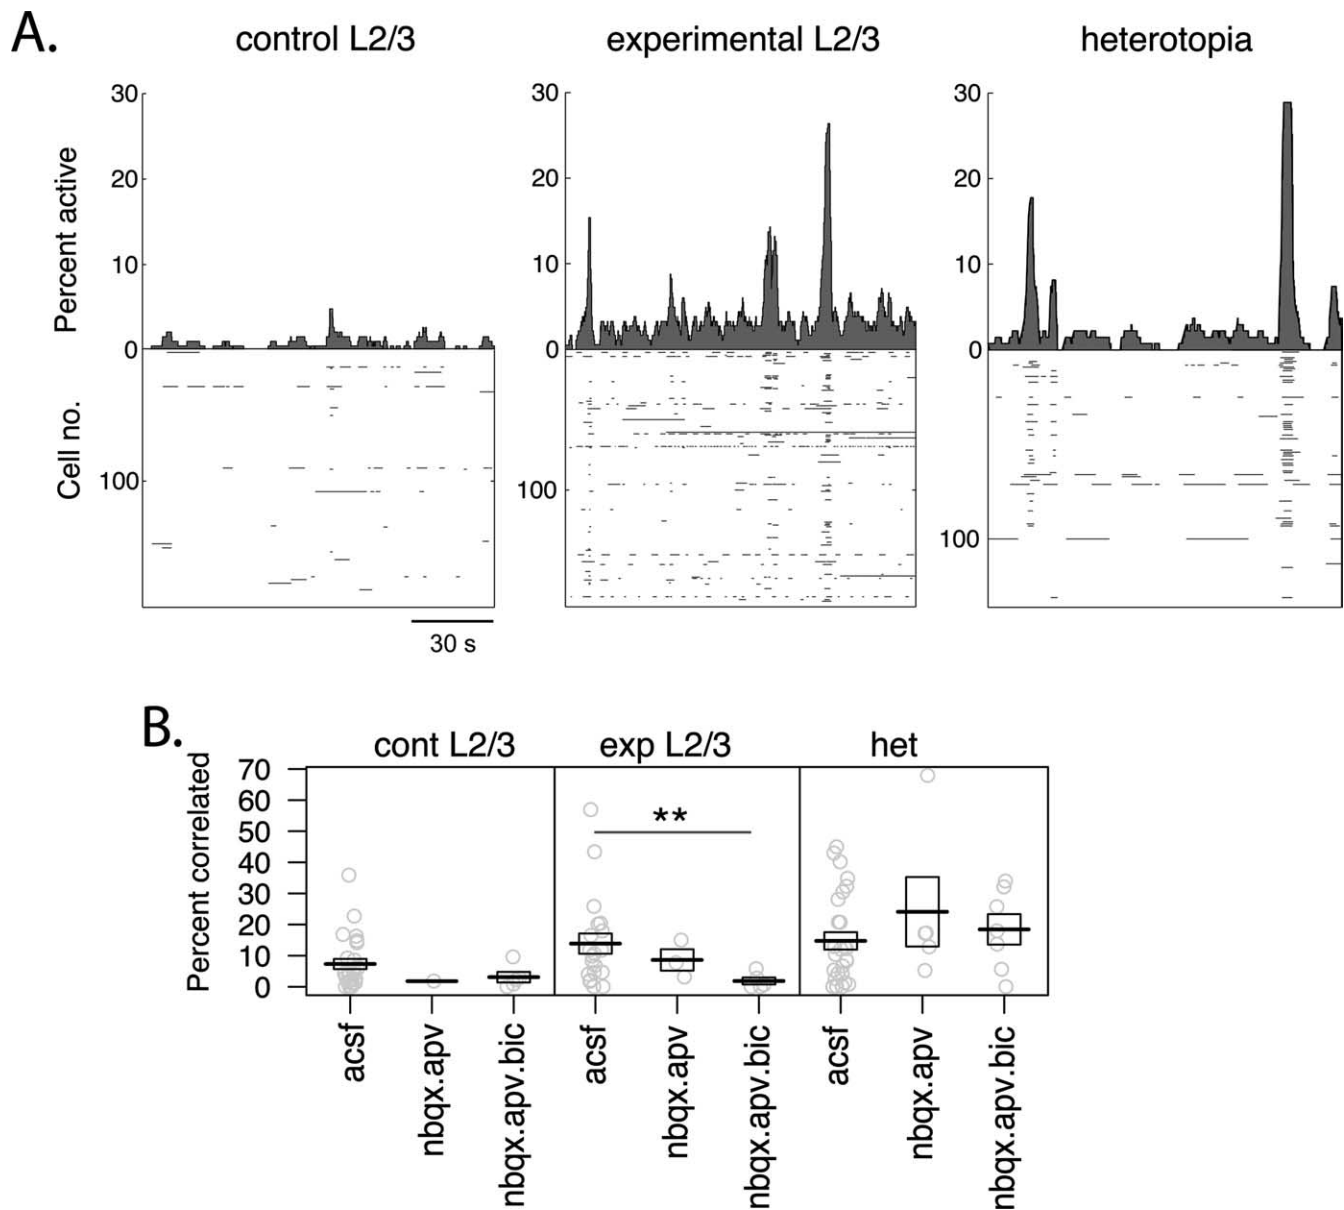 A.
control L2/3
experimental L2/3
heterotopia
Percent active
30
20
10
0
30
20
10
0
30
20
10
0
Cell no.
100
100
100
30 s
B.
cont L2/3
exp L2/3
het
Percent correlated
70
60
50
40
30
20
10
0
**
acsf
nbqx.apv
nbqx.apv.bic
acsf
nbqx.apv
nbqx.apv.bic
acsf
nbqx.apv
nbqx.apv.bic